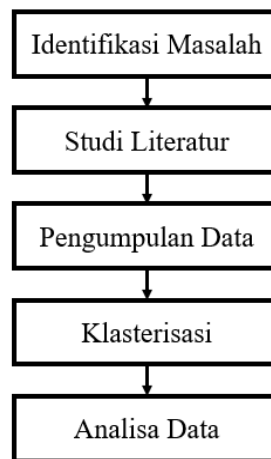 Identifikasi Masalah
Studi Literatur
Pengumpulan Data
Klasterisasi
Analisa Data